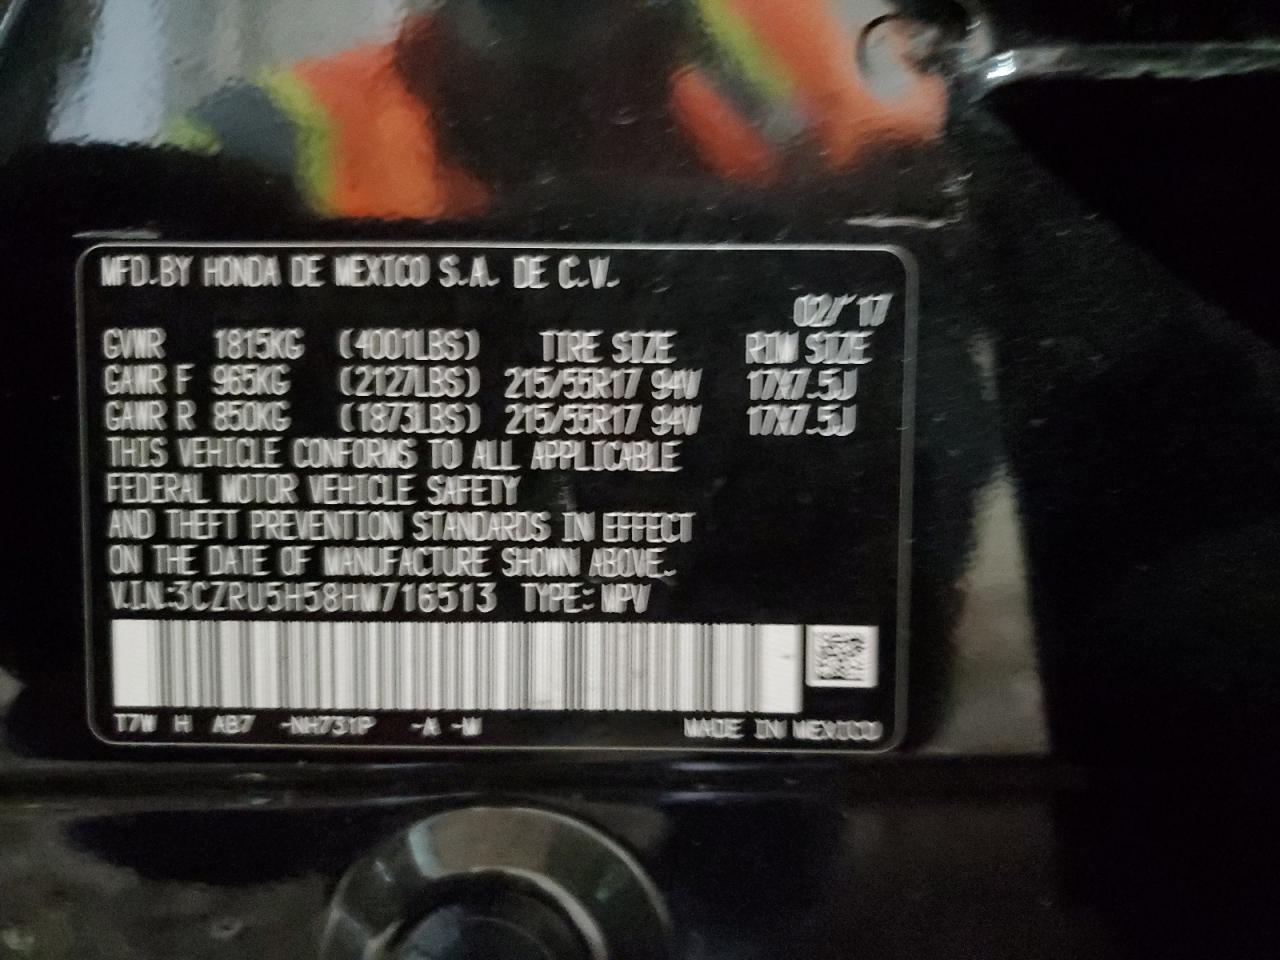 MFD.BY HONDA DE MEXICO S.A. DE C.V.
02/'17
GVWR 1815KG (4001LBS) TIRE SIZE RIM SIZE
GAWR F 965KG (2127LBS) 215/55R17 94V 17X7.5J
GAWR R 850KG (1873LBS) 215/55R17 94V 17X7.5J
THIS VEHICLE CONFORMS TO ALL APPLICABLE
FEDERAL MOTOR VEHICLE SAFETY
AND THEFT PREVENTION STANDARDS IN EFFECT
ON THE DATE OF MANUFACTURE SHOWN ABOVE.
V.I.N.:3CZRU5H58HM716513 TYPE: MPV
T7W H AB7 -NH731P -A -M MADE IN MEXICO